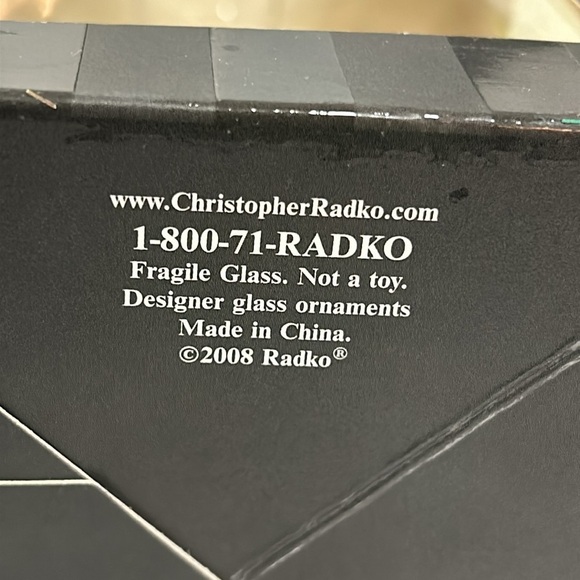 www.ChristopherRadko.com
1-800-71-RADKO
Fragile Glass. Not a toy.
Designer glass ornaments
Made in China.
©2008 Radko®